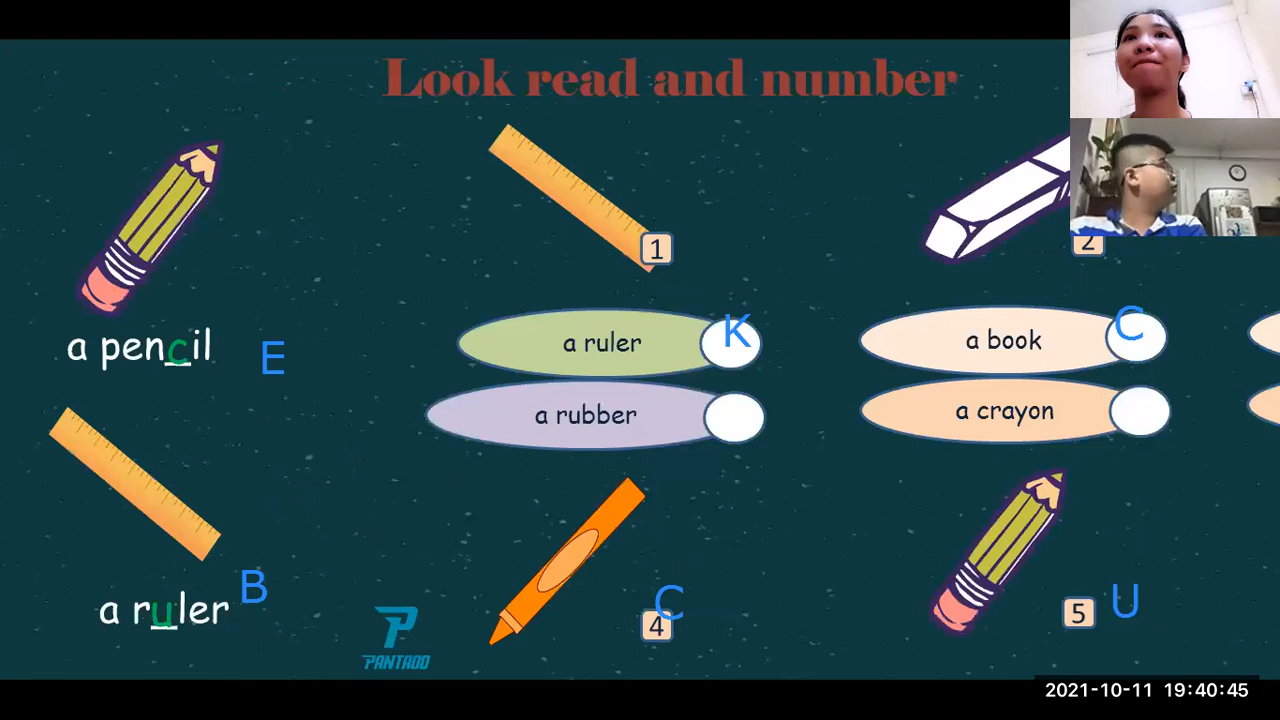 Look read and number
1
2
a pencil
E
a ruler
K
a book
C
a rubber
a crayon
a ruler
B
4
C
5
U
PANTADO
2021-10-11 19:40:45